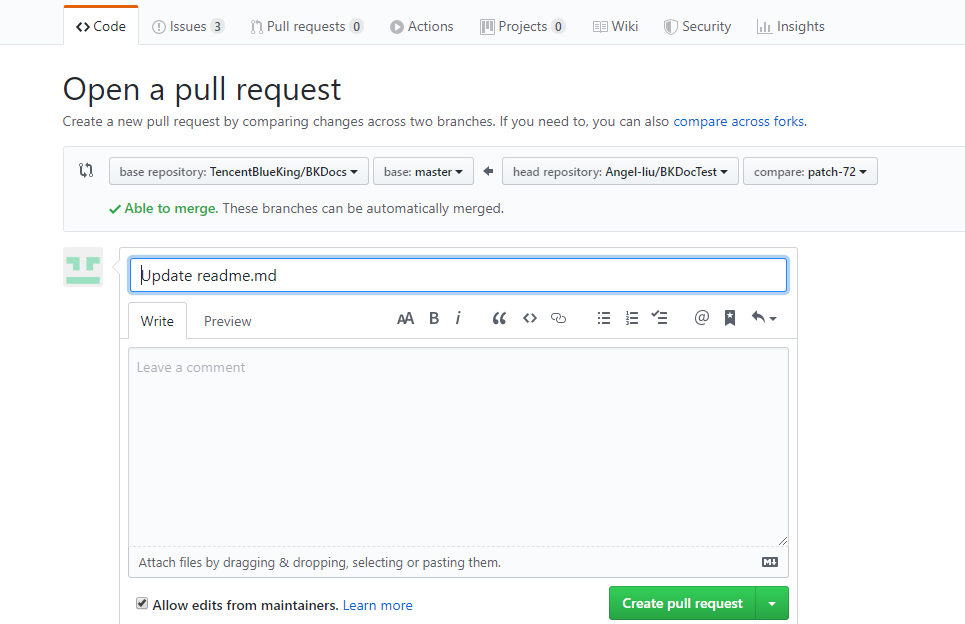 Code Issues 3 Pull requests 0 Actions Projects 0 Wiki Security Insights
Open a pull request
Create a new pull request by comparing changes across two branches. If you need to, you can also compare across forks.
base repository: TencentBlueKing/BKDocs base: master head repository: Angel-liu/BKDocTest compare: patch-72
Able to merge. These branches can be automatically merged.
Update readme.md
Write Preview AA B i @
Leave a comment
Attach files by dragging & dropping, selecting or pasting them.
Allow edits from maintainers. Learn more Create pull request